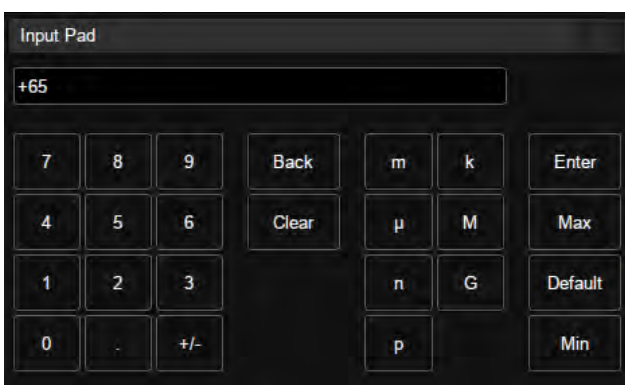 Input Pad
+65
7 8 9 Back m k Enter
4 5 6 Clear µ M Max
1 2 3 n G Default
0 . +/- p Min